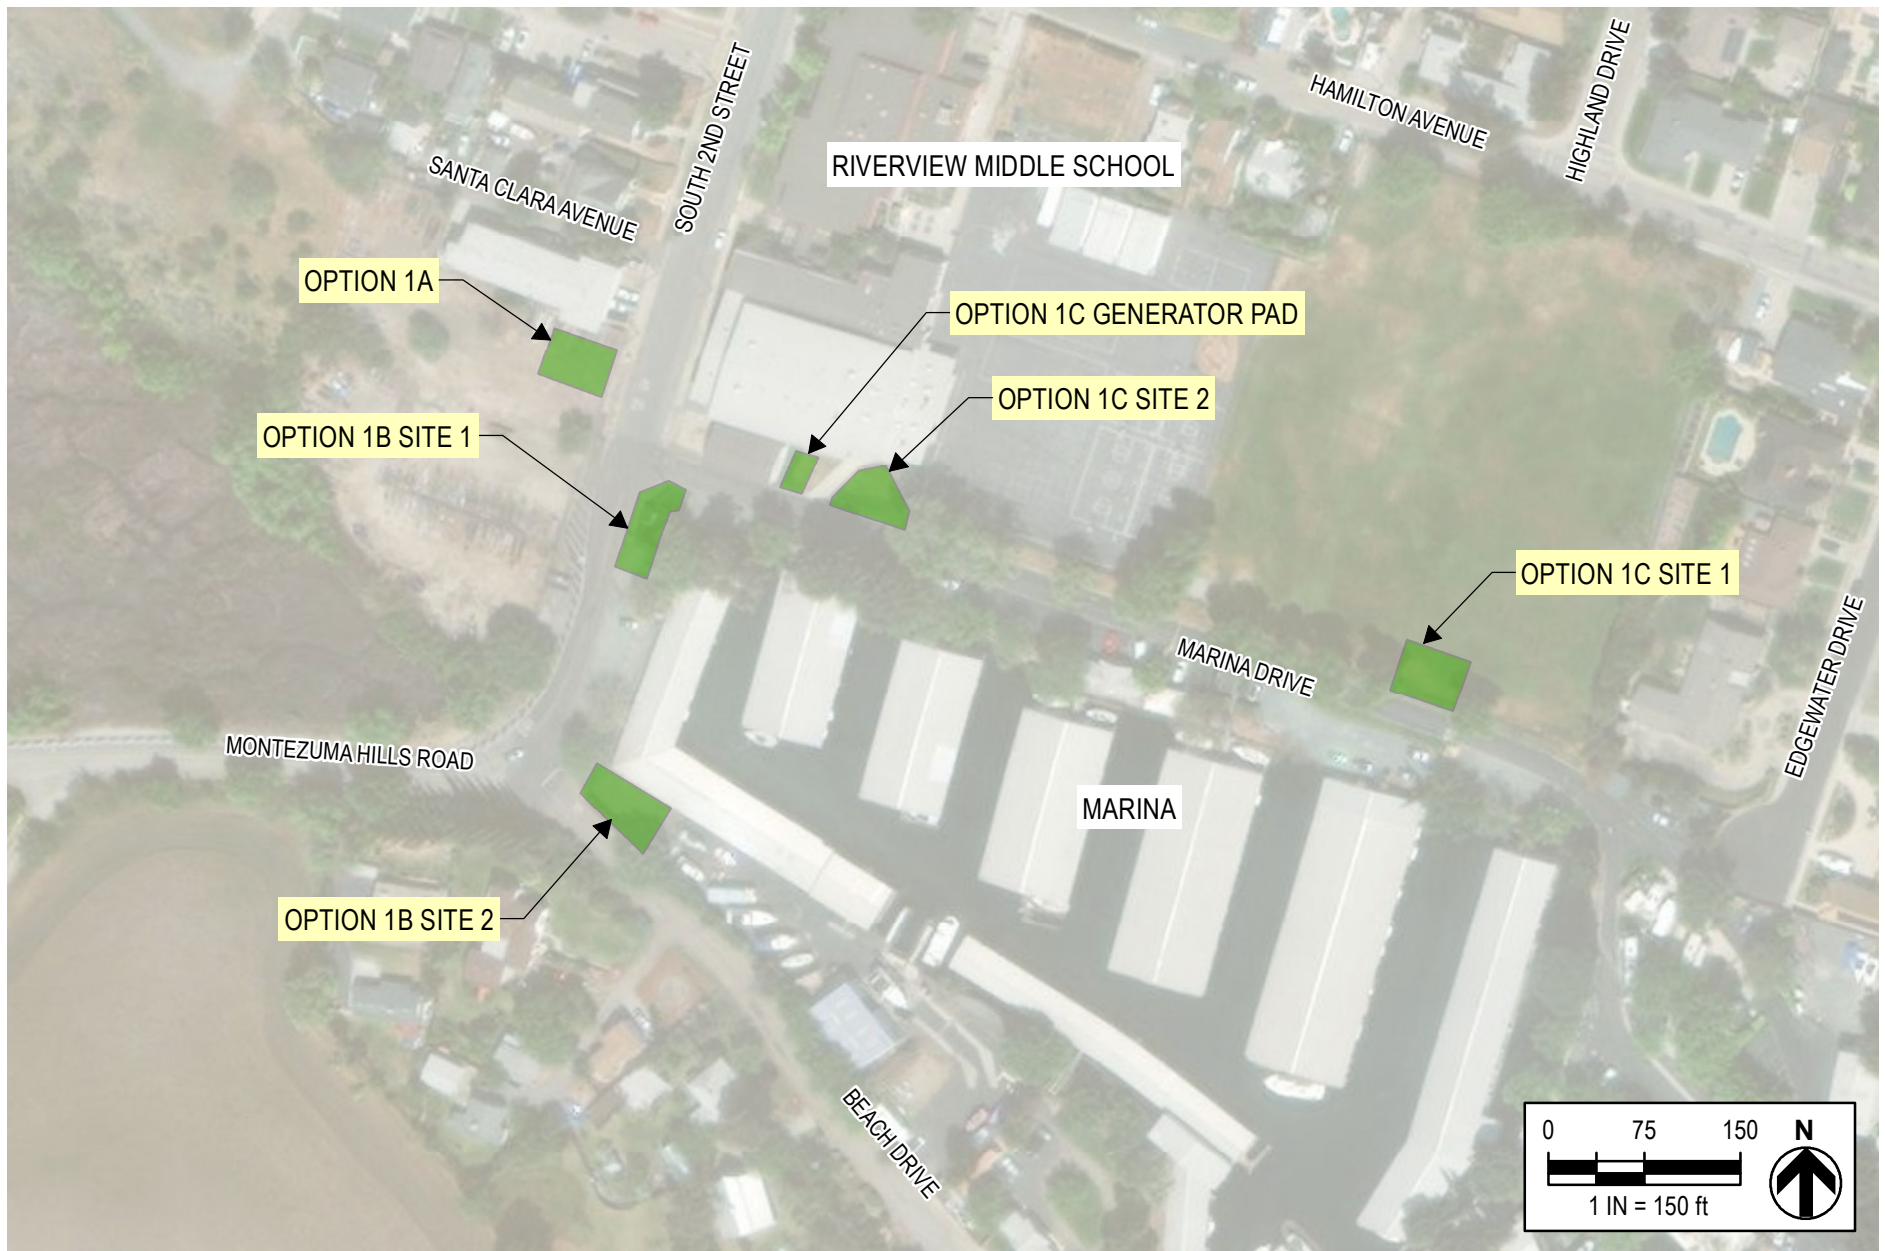 HIGHLAND DRIVE
SOUTH 2ND STREET
HAMILTON AVENUE
RIVERVIEW MIDDLE SCHOOL
SANTA CLARA AVENUE
OPTION 1A
OPTION 1C GENERATOR PAD
OPTION 1C SITE 2
OPTION 1B SITE 1
OPTION 1C SITE 1
MARINA DRIVE
EDGEWATER DRIVE
MONTEZUMA HILLS ROAD
MARINA
OPTION 1B SITE 2
BEACH DRIVE
0 75 150 N
1 IN = 150 ft